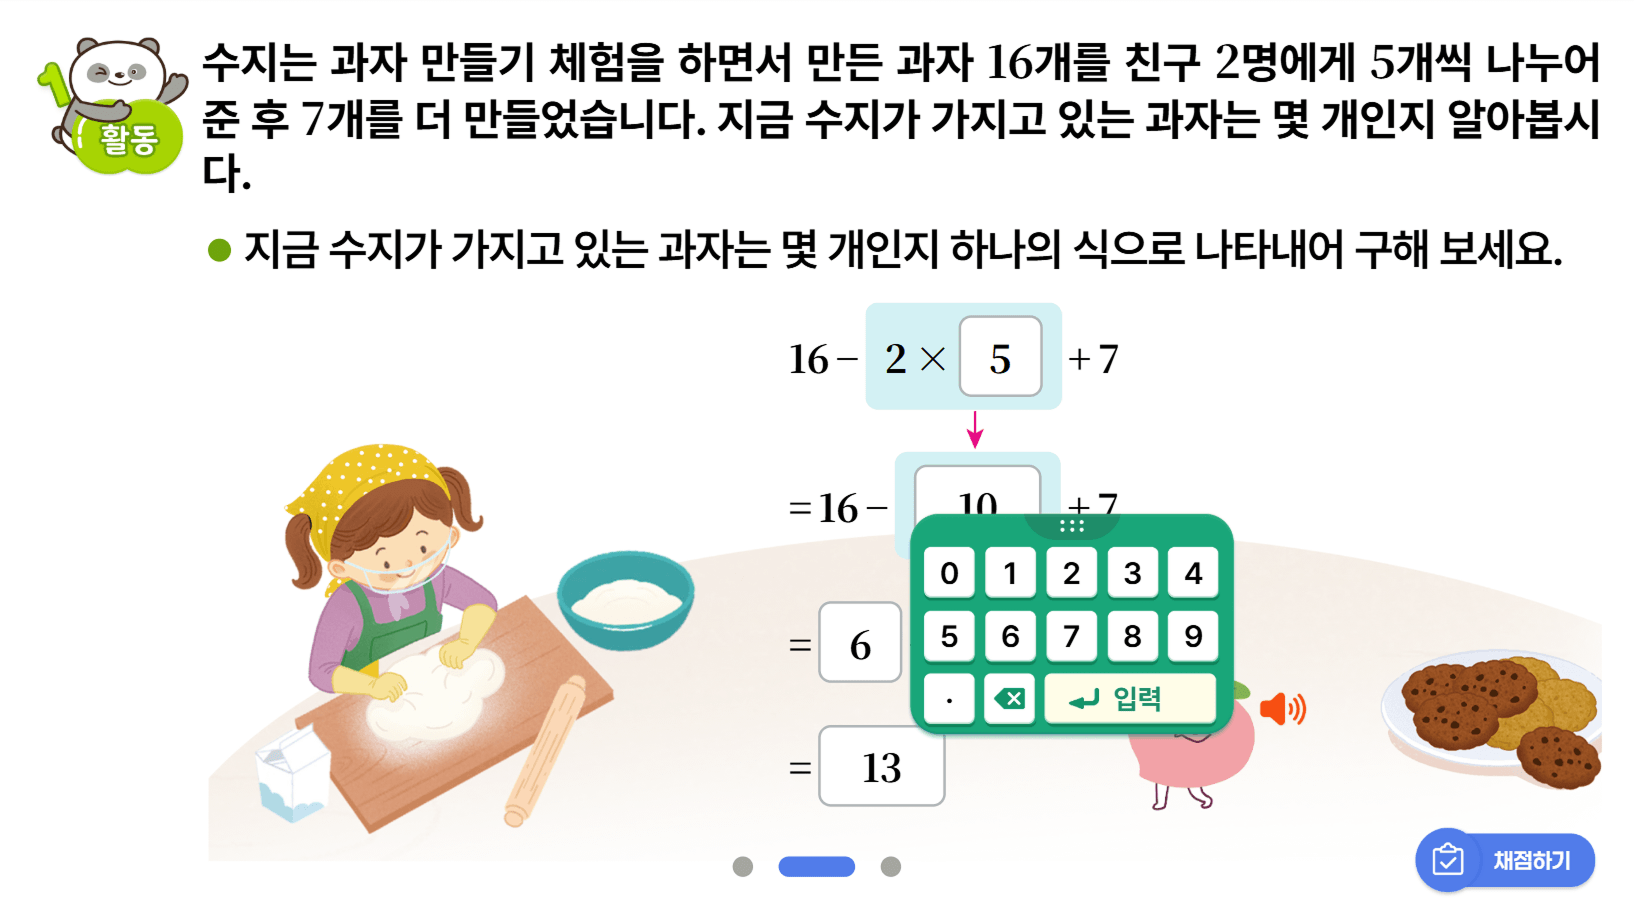 활동
수지는 과자 만들기 체험을 하면서 만든 과자 16개를 친구 2명에게 5개씩 나누어
준 후 7개를 더 만들었습니다. 지금 수지가 가지고 있는 과자는 몇 개인지 알아봅시
다.
● 지금 수지가 가지고 있는 과자는 몇 개인지 하나의 식으로 나타내어 구해 보세요.
16 − 2 × 5 + 7
= 16 − 10 + 7
= 6
= 13
0 1 2 3 4
5 6 7 8 9
. 입력
채점하기